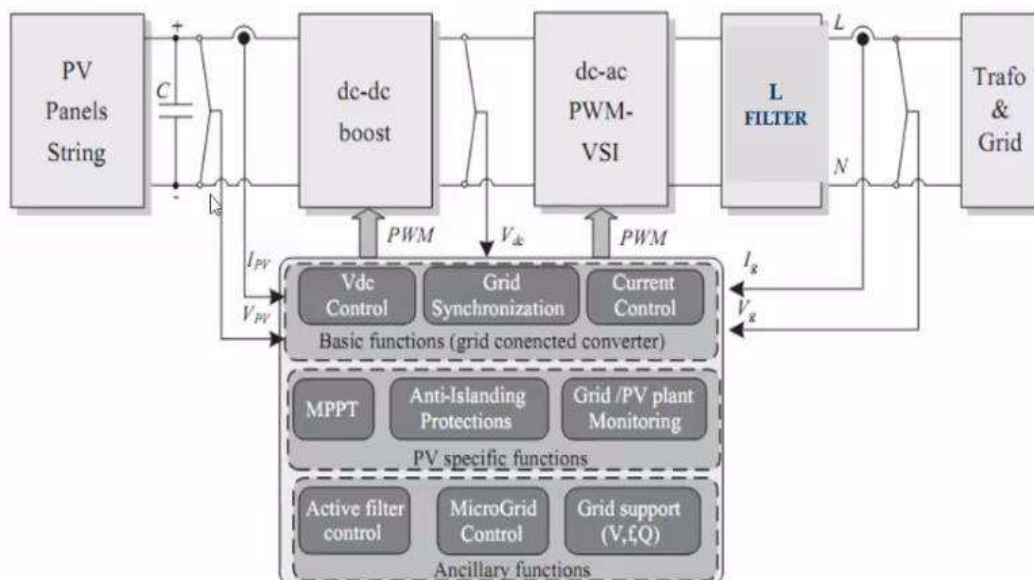 PV
Panels
String
+
C
-
dc-dc
boost
dc-ac
PWM-
VSI
L
FILTER
L
N
Trafo
&
Grid
PWM
V_dc
PWM
I_PV
V_PV
I_g
V_g
Vdc
Control
Grid
Synchronization
Current
Control
Basic functions (grid conencted converter)
MPPT
Anti-Islanding
Protections
Grid /PV plant
Monitoring
PV specific functions
Active filter
control
MicroGrid
Control
Grid support
(V,f,Q)
Ancillary functions